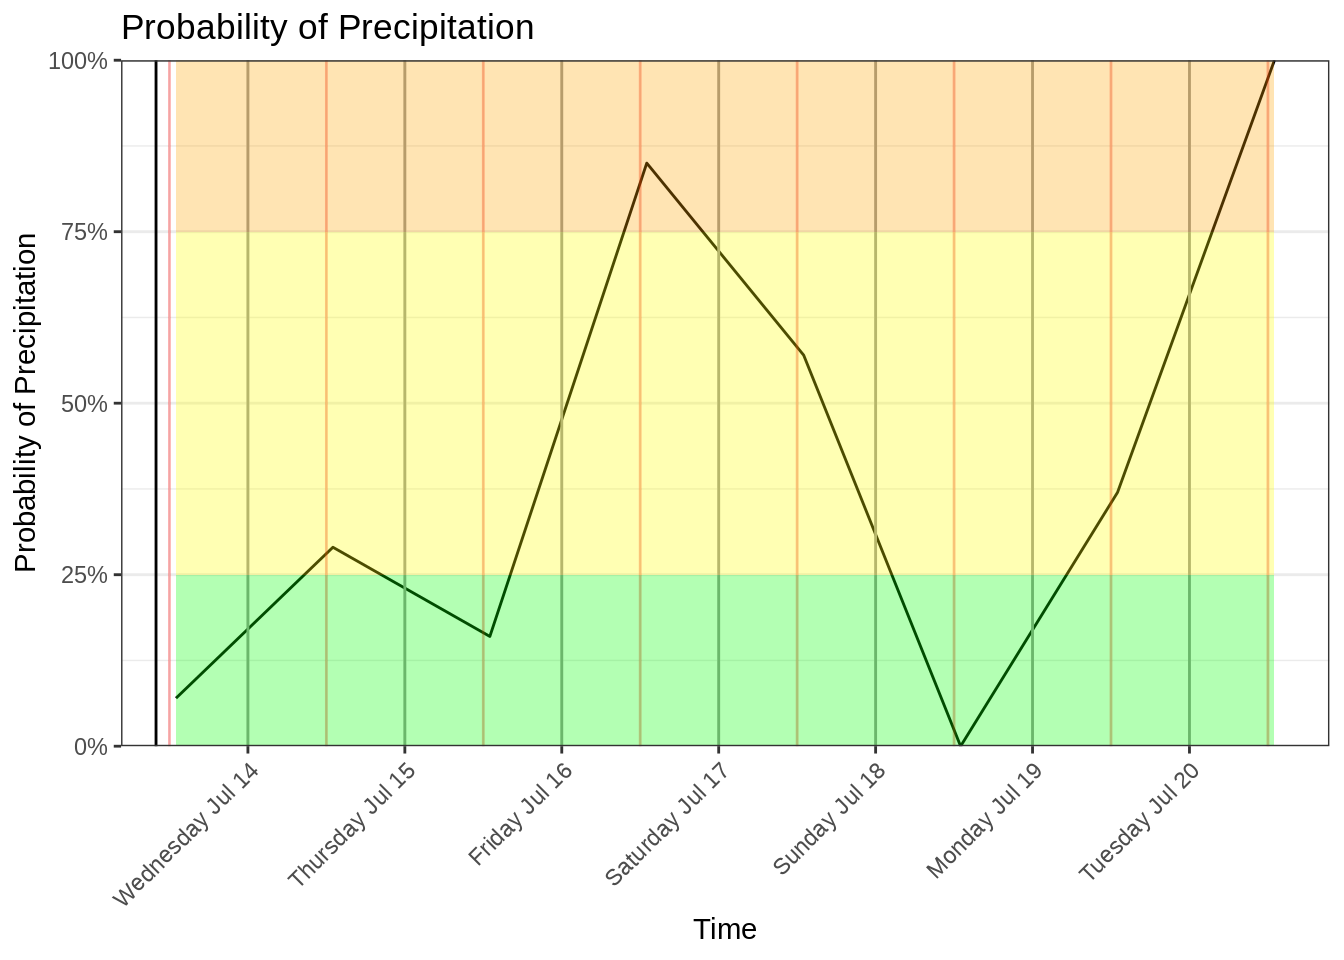 Probability of Precipitation
Probability of Precipitation
100%
75%
50%
25%
0%
Wednesday Jul 14
Thursday Jul 15
Friday Jul 16
Saturday Jul 17
Sunday Jul 18
Monday Jul 19
Tuesday Jul 20
Time